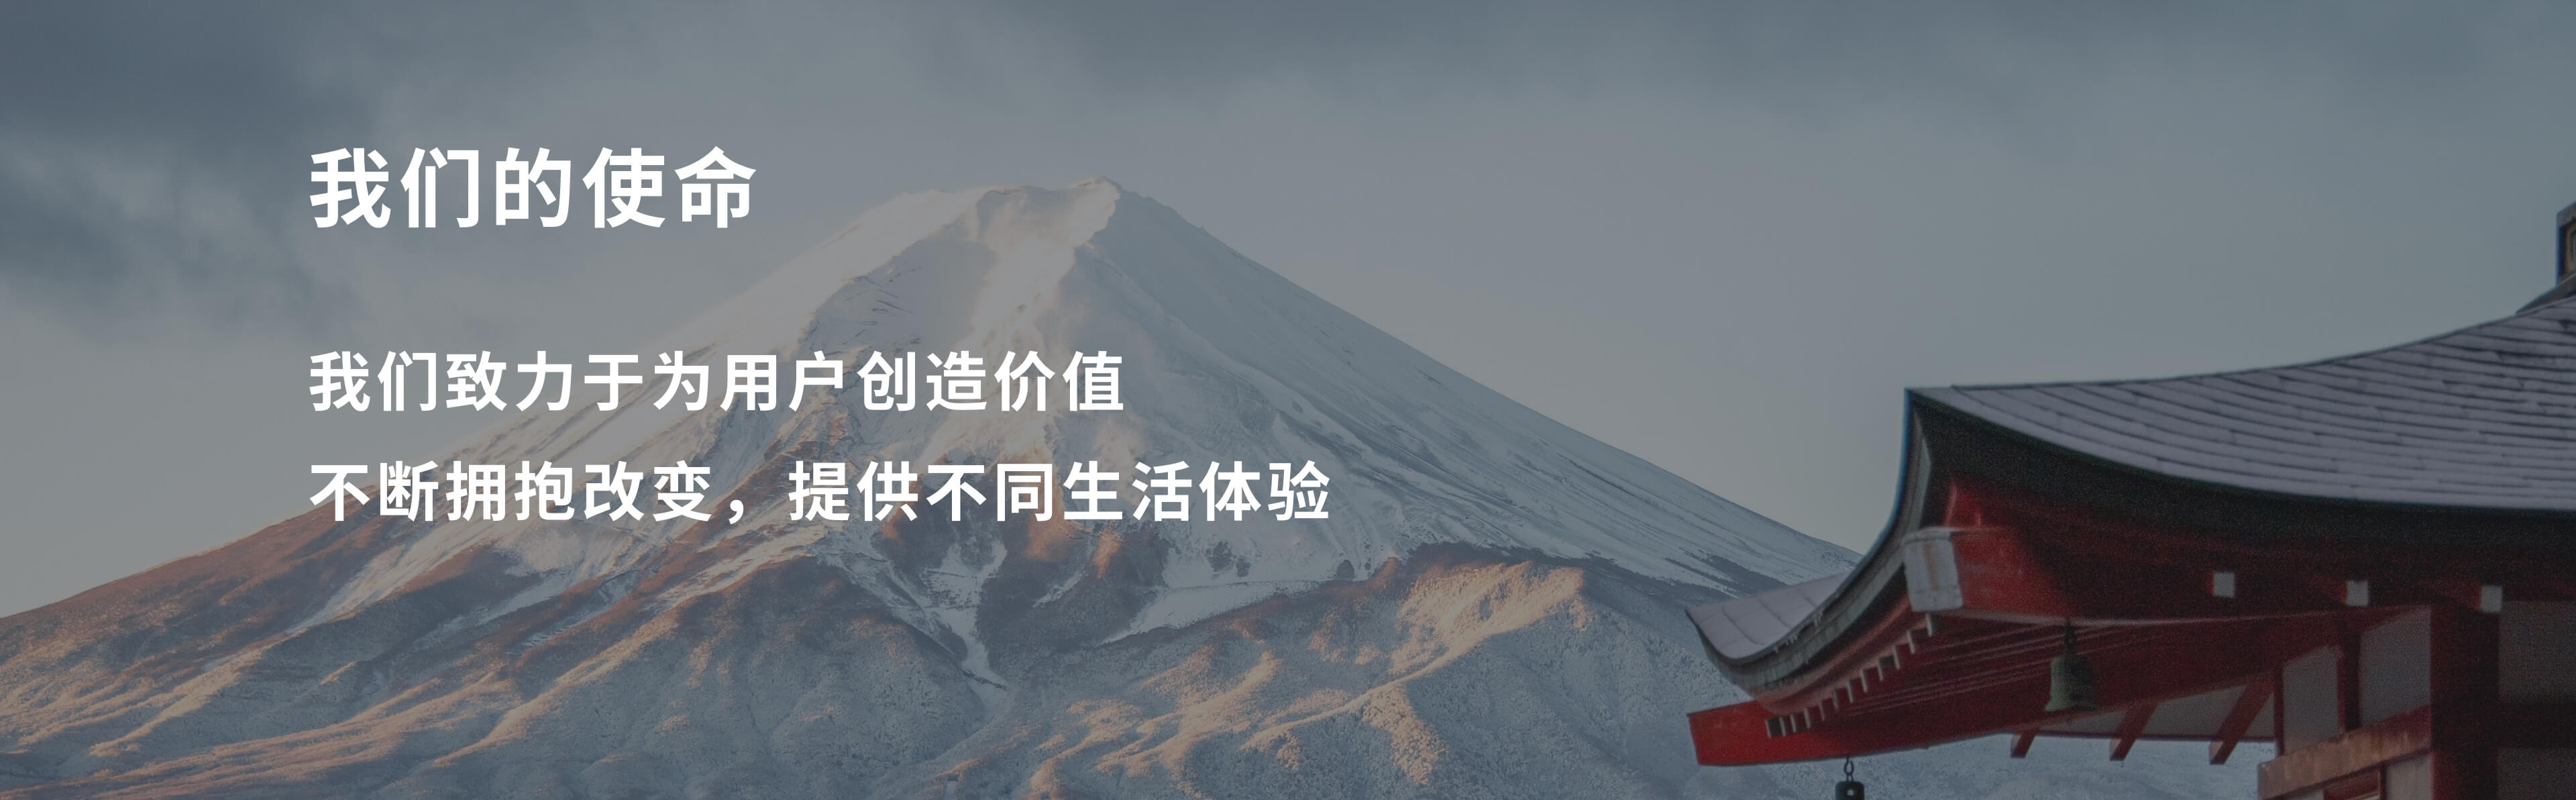 我们的使命
我们致力于为用户创造价值
不断拥抱改变，提供不同生活体验